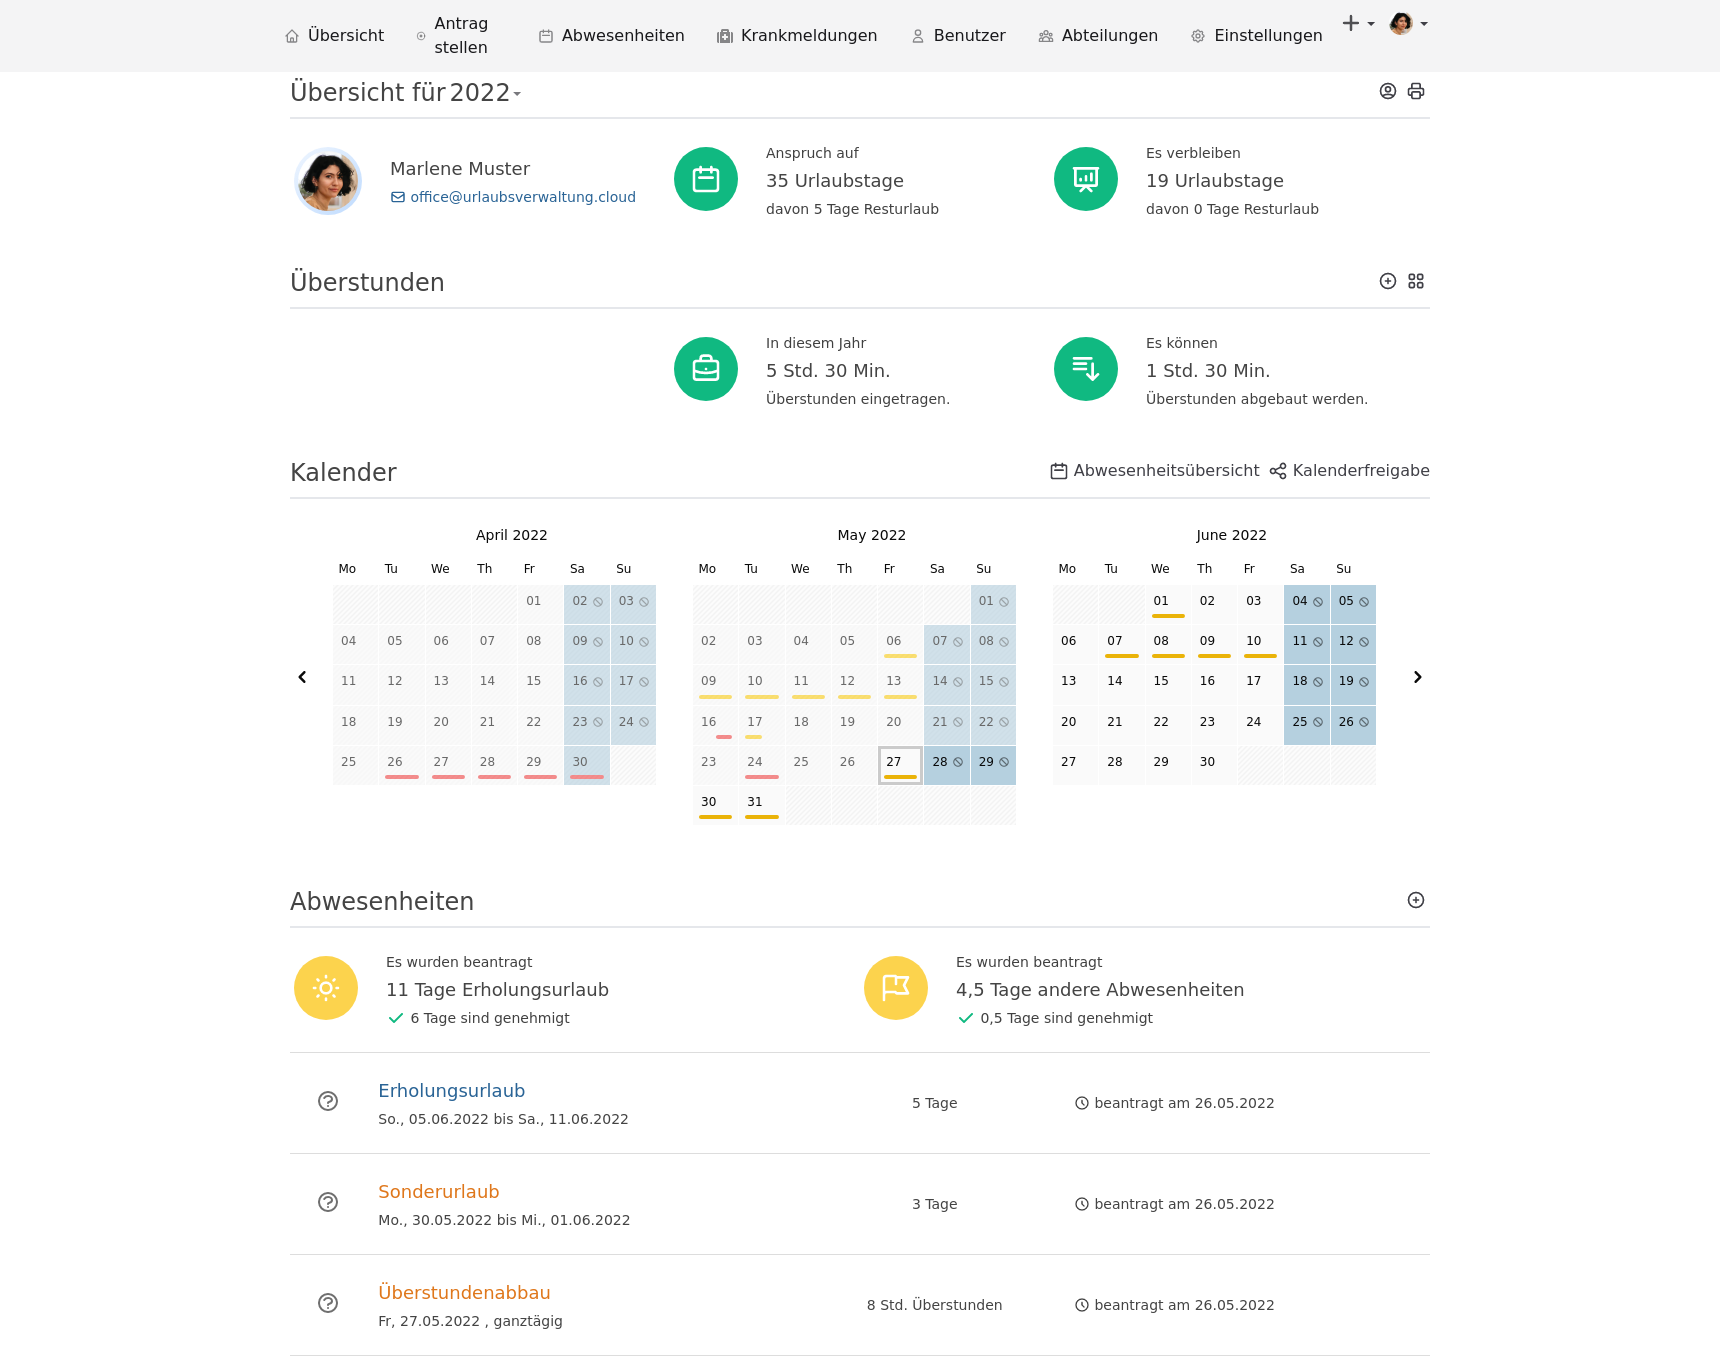 Übersicht
Antrag stellen
Abwesenheiten
Krankmeldungen
Benutzer
Abteilungen
Einstellungen
Übersicht für 2022
Marlene Muster
office@urlaubsverwaltung.cloud
Anspruch auf
35 Urlaubstage
davon 5 Tage Resturlaub
Es verbleiben
19 Urlaubstage
davon 0 Tage Resturlaub
Überstunden
In diesem Jahr
5 Std. 30 Min.
Überstunden eingetragen.
Es können
1 Std. 30 Min.
Überstunden abgebaut werden.
Kalender
Abwesenheitsübersicht
Kalenderfreigabe
April 2022
Mo Tu We Th Fr Sa Su
01 02 03
04 05 06 07 08 09 10
11 12 13 14 15 16 17
18 19 20 21 22 23 24
25 26 27 28 29 30
May 2022
Mo Tu We Th Fr Sa Su
01
02 03 04 05 06 07 08
09 10 11 12 13 14 15
16 17 18 19 20 21 22
23 24 25 26 27 28 29
30 31
June 2022
Mo Tu We Th Fr Sa Su
01 02 03 04 05
06 07 08 09 10 11 12
13 14 15 16 17 18 19
20 21 22 23 24 25 26
27 28 29 30
Abwesenheiten
Es wurden beantragt
11 Tage Erholungsurlaub
6 Tage sind genehmigt
Es wurden beantragt
4,5 Tage andere Abwesenheiten
0,5 Tage sind genehmigt
Erholungsurlaub
So., 05.06.2022 bis Sa., 11.06.2022
5 Tage
beantragt am 26.05.2022
Sonderurlaub
Mo., 30.05.2022 bis Mi., 01.06.2022
3 Tage
beantragt am 26.05.2022
Überstundenabbau
Fr, 27.05.2022 , ganztägig
8 Std. Überstunden
beantragt am 26.05.2022